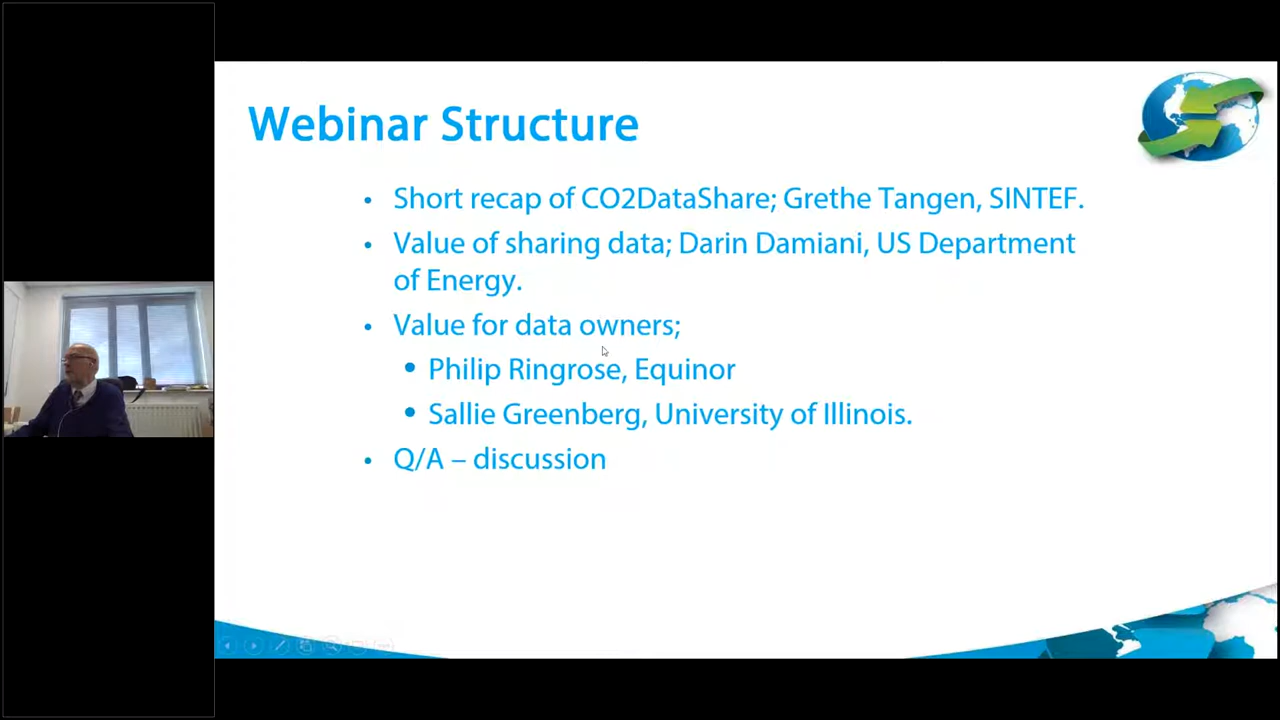 Webinar Structure
• Short recap of CO2DataShare; Grethe Tangen, SINTEF.
• Value of sharing data; Darin Damiani, US Department
of Energy.
• Value for data owners;
• Philip Ringrose, Equinor
• Sallie Greenberg, University of Illinois.
• Q/A – discussion